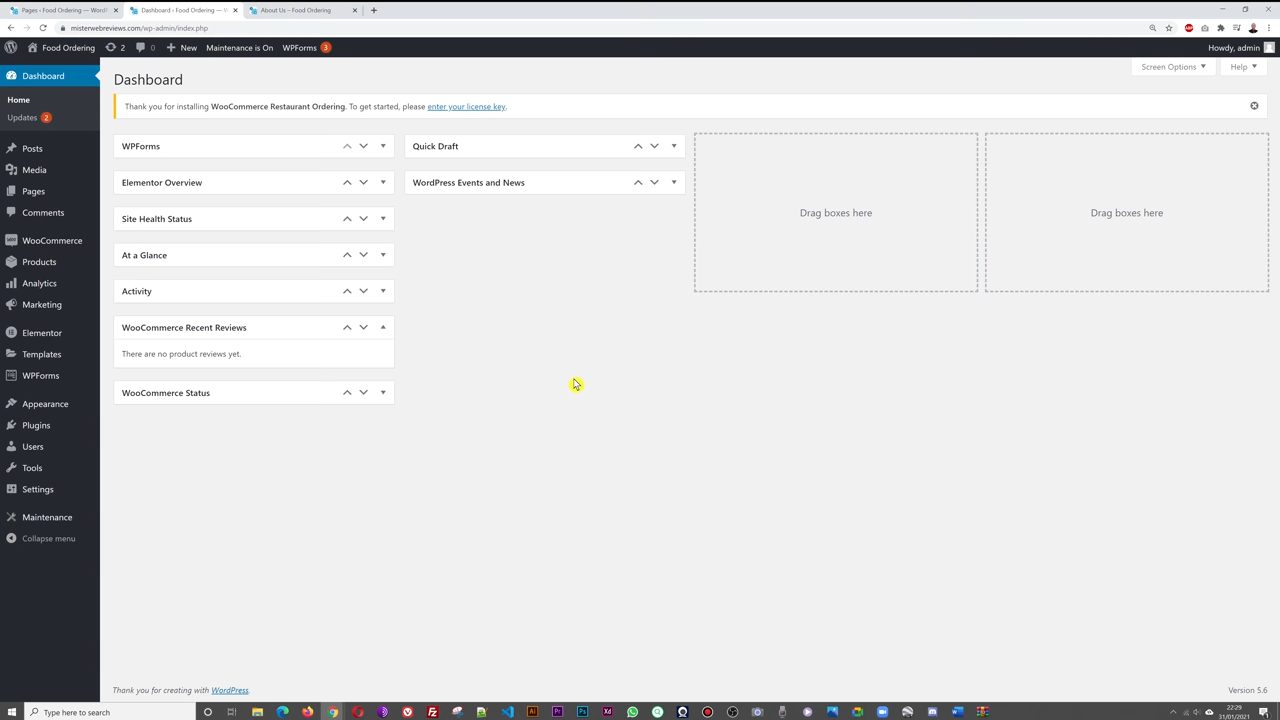 Pages ‹ Food Ordering — WordP
Dashboard ‹ Food Ordering — W
About Us – Food Ordering
misterwebreviews.com/wp-admin/index.php
Food Ordering
2
0
New
Maintenance is On
WPForms 3
Howdy, admin
Dashboard
Home
Updates 2
Posts
Media
Pages
Comments
WooCommerce
Products
Analytics
Marketing
Elementor
Templates
WPForms
Appearance
Plugins
Users
Tools
Settings
Maintenance
Collapse menu
Screen Options
Help
Dashboard
Thank you for installing WooCommerce Restaurant Ordering. To get started, please enter your license key.
WPForms
Elementor Overview
Site Health Status
At a Glance
Activity
WooCommerce Recent Reviews
There are no product reviews yet.
WooCommerce Status
Quick Draft
WordPress Events and News
Drag boxes here
Drag boxes here
Thank you for creating with WordPress.
Version 5.6
Type here to search
22:29
31/01/2021